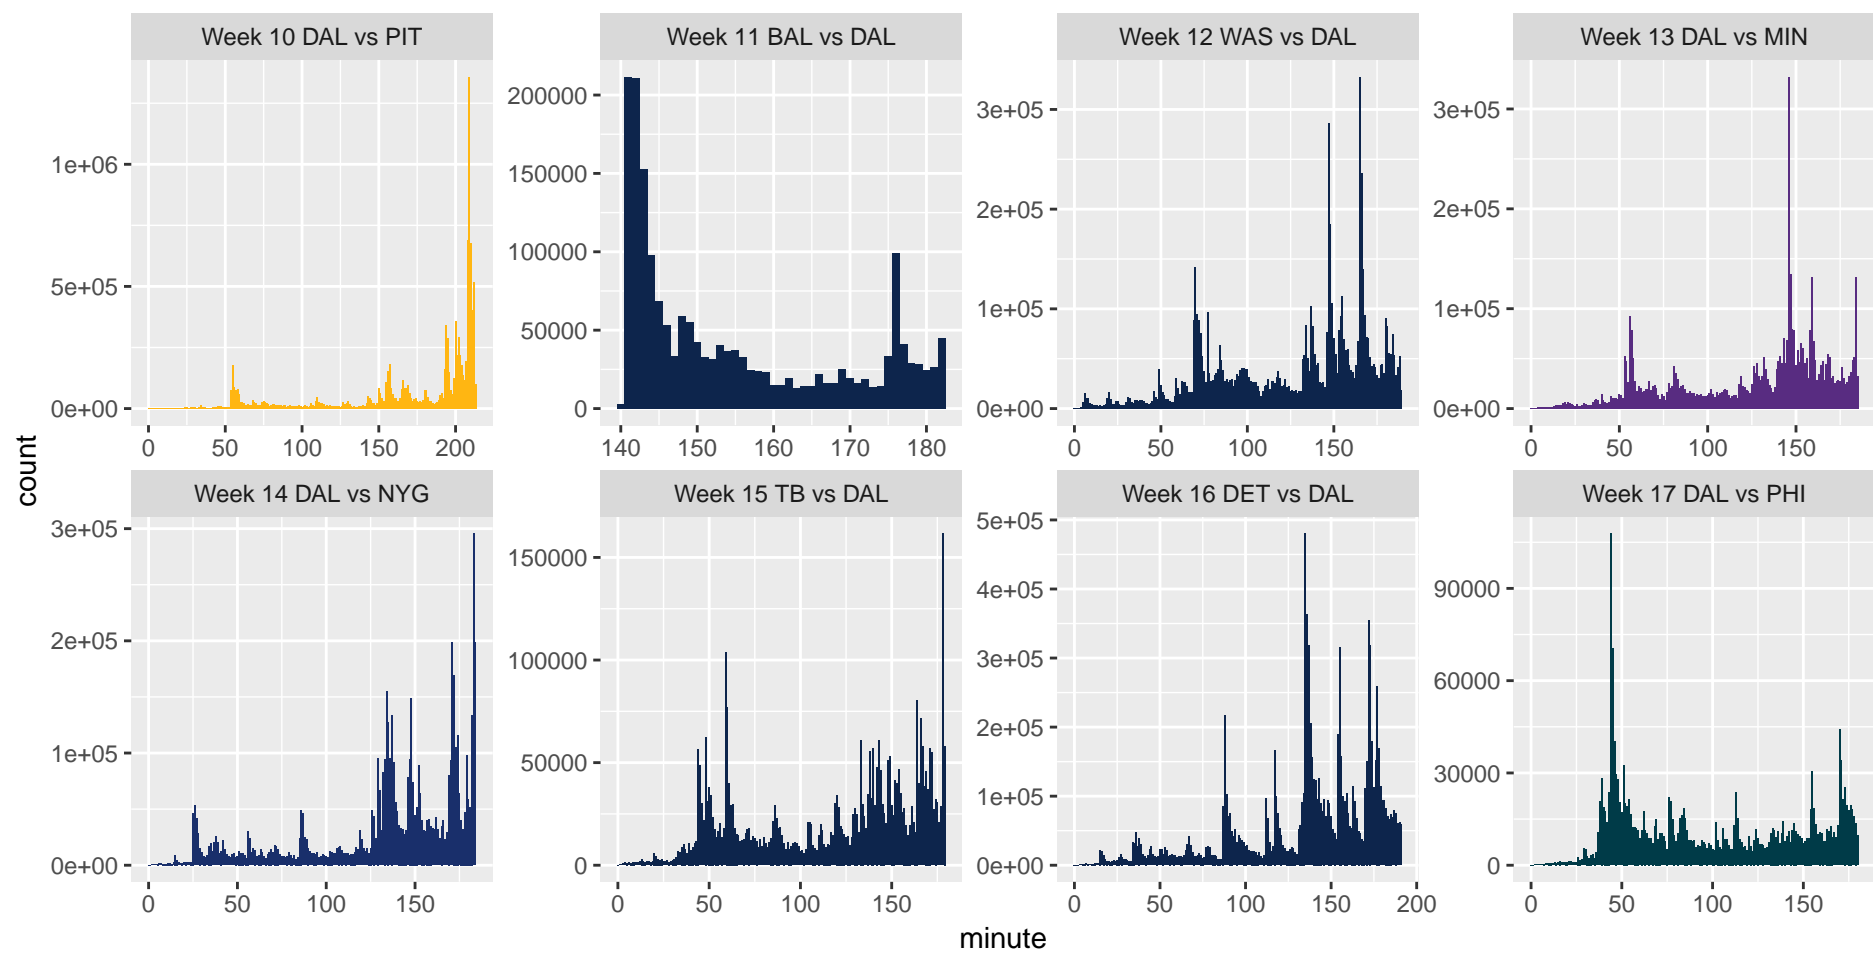 Week 10 DAL vs PIT
Week 11 BAL vs DAL
Week 12 WAS vs DAL
Week 13 DAL vs MIN
1e+06
5e+05
0e+00
0 50 100 150 200
200000
150000
100000
50000
0
140 150 160 170 180
3e+05
2e+05
1e+05
0e+00
0 50 100 150
3e+05
2e+05
1e+05
0e+00
0 50 100 150
count
Week 14 DAL vs NYG
Week 15 TB vs DAL
Week 16 DET vs DAL
Week 17 DAL vs PHI
3e+05
2e+05
1e+05
0e+00
0 50 100 150
150000
100000
50000
0
0 50 100 150
5e+05
4e+05
3e+05
2e+05
1e+05
0e+00
0 50 100 150 200
90000
60000
30000
0
0 50 100 150
minute